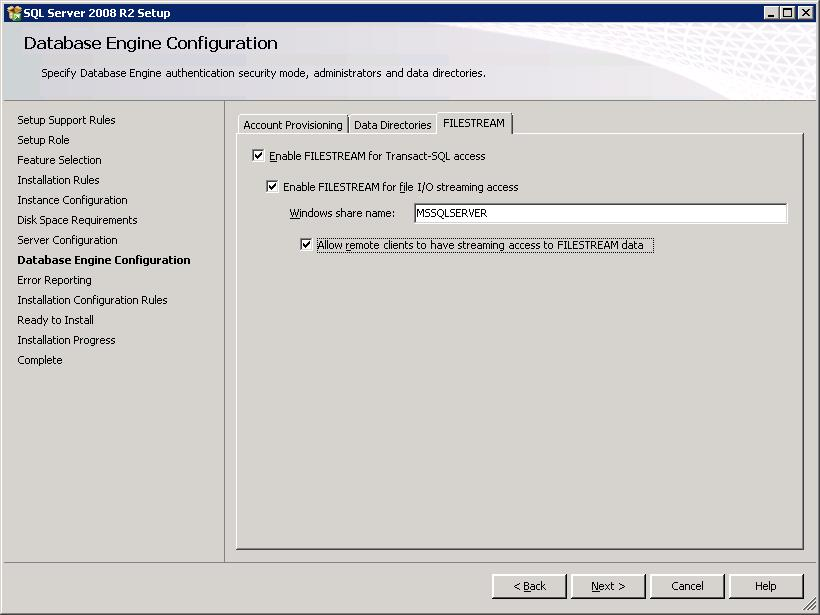 SQL Server 2008 R2 Setup
Database Engine Configuration
Specify Database Engine authentication security mode, administrators and data directories.
Setup Support Rules
Setup Role
Feature Selection
Installation Rules
Instance Configuration
Disk Space Requirements
Server Configuration
Database Engine Configuration
Error Reporting
Installation Configuration Rules
Ready to Install
Installation Progress
Complete
Account Provisioning Data Directories FILESTREAM
Enable FILESTREAM for Transact-SQL access
Enable FILESTREAM for file I/O streaming access
Windows share name: MSSQLSERVER
Allow remote clients to have streaming access to FILESTREAM data
< Back Next > Cancel Help